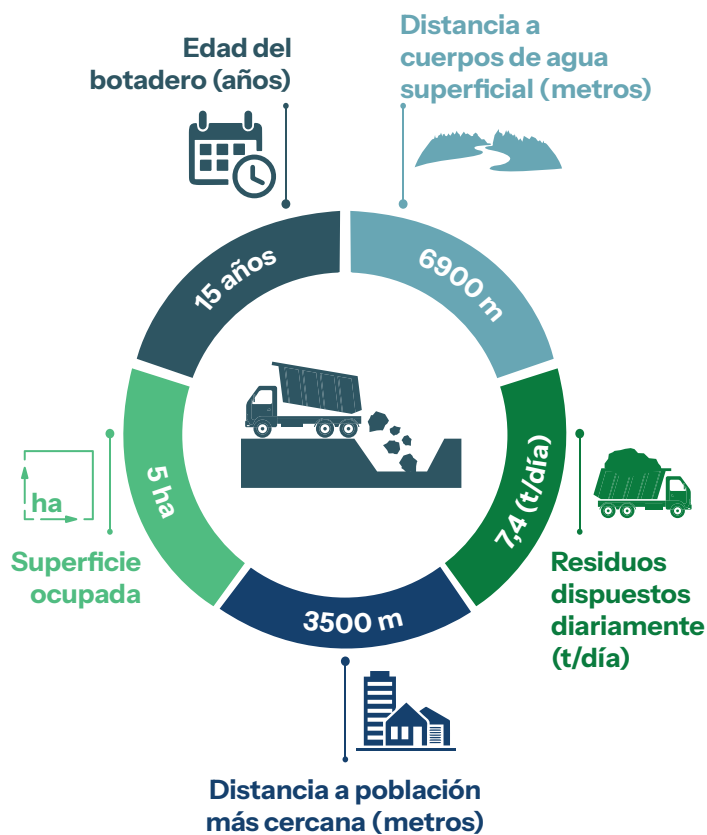 Edad del
botadero (años)
Distancia a
cuerpos de agua
superficial (metros)
15 años
6900 m
5 ha
7,4 (t/día)
3500 m
ha
Superficie
ocupada
Residuos
dispuestos
diariamente
(t/día)
Distancia a población
más cercana (metros)